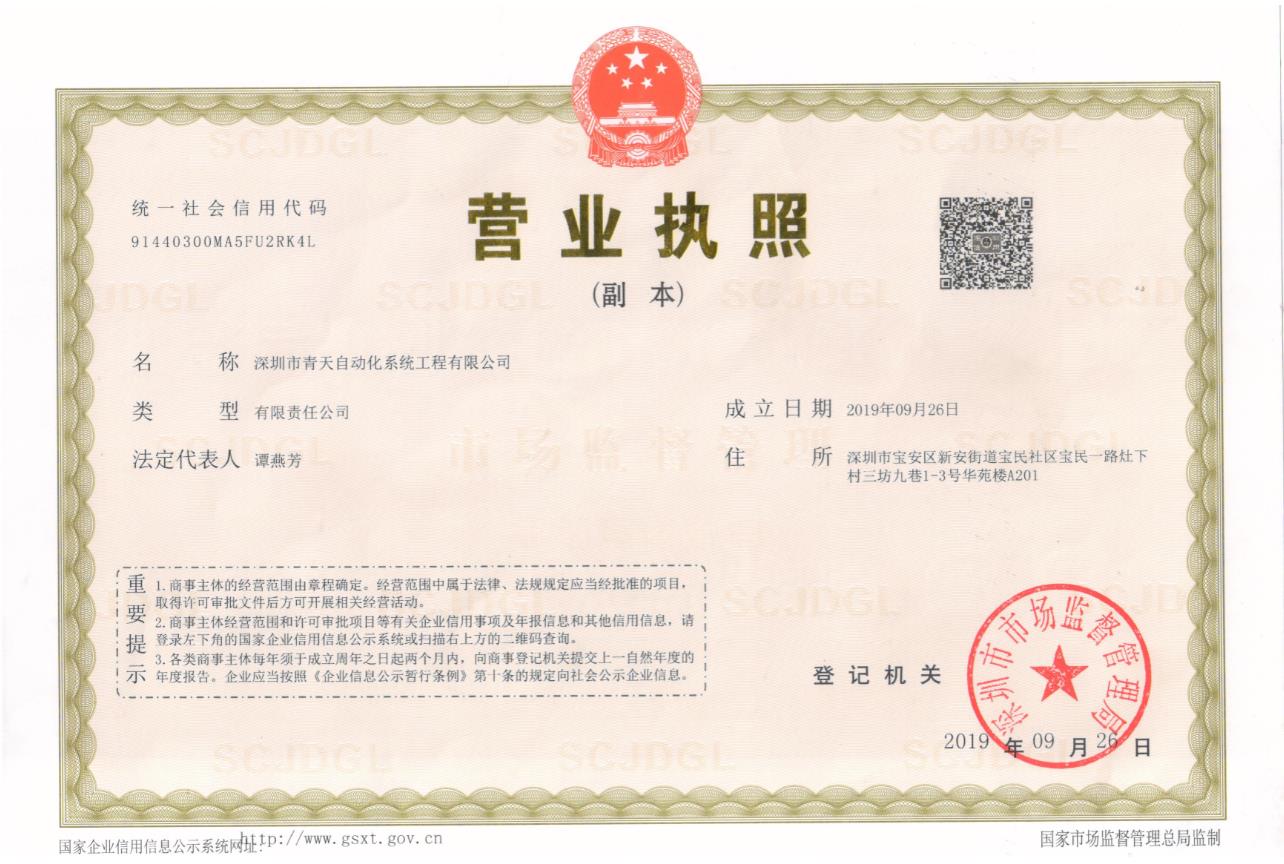 统一社会信用代码
91440300MA5FU2RK4L
营业执照
(副 本)
名 称 深圳市青天自动化系统工程有限公司
类 型 有限责任公司
成立日期 2019年09月26日
法定代表人 谭燕芳
住 所 深圳市宝安区新安街道宝民社区宝民一路灶下
村三坊九巷1-3号华苑楼A201
重要提示
1.商事主体的经营范围由章程确定。经营范围中属于法律、法规规定应当经批准的项目,
取得许可审批文件后方可开展相关经营活动。
2.商事主体经营范围和许可审批项目等有关企业信用事项及年报信息和其他信用信息,请
登录左下角的国家企业信用信息公示系统或扫描右上方的二维码查询。
3.各类商事主体每年须于成立周年之日起两个月内,向商事登记机关提交上一自然年度的
年度报告。企业应当按照《企业信息公示暂行条例》第十条的规定向社会公示企业信息。
登记机关
深圳市市场监督管理局
2019 年 09 月 26 日
国家企业信用信息公示系统网址:http://www.gsxt.gov.cn
国家市场监督管理总局监制
SCJDGL
市场监督管理